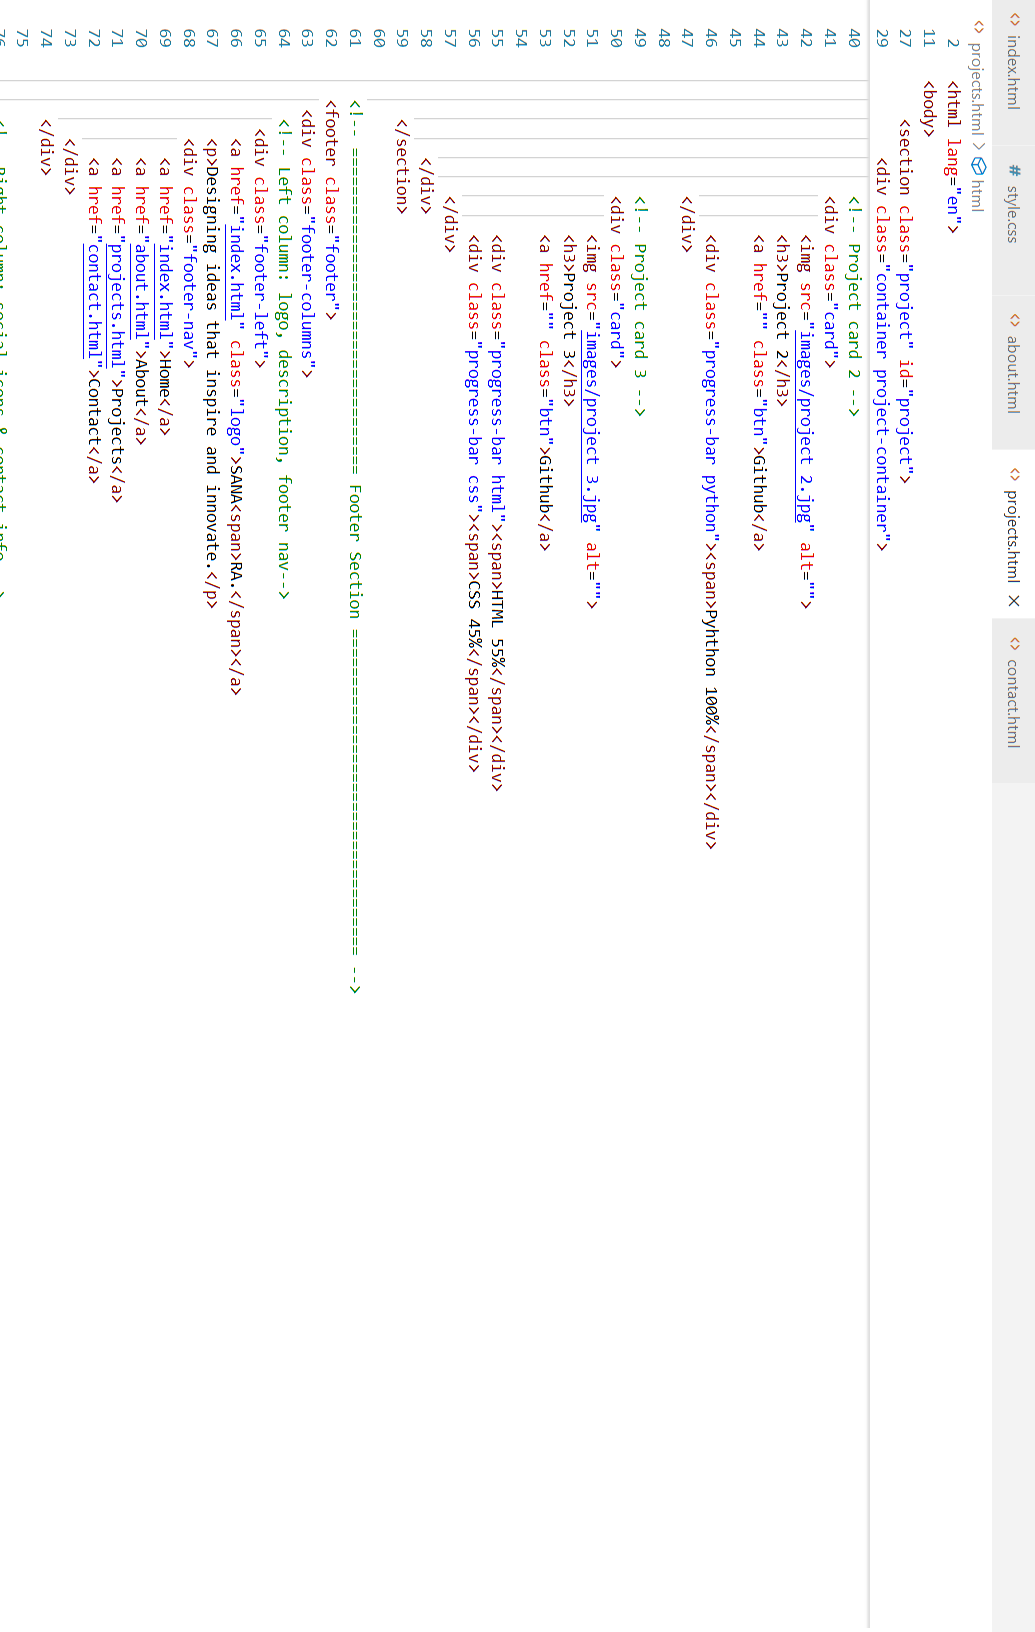 index.html
style.css
about.html
projects.html
contact.html
projects.html > html
2 <html lang="en">
11 <body>
27 <section class="project" id="project">
29 <div class="container project-container">
40 <!-- Project card 2 -->
41 <div class="card">
42 <img src="images/project 2.jpg" alt="">
43 <h3>Project 2</h3>
44 <a href="" class="btn">Github</a>
45
46 <div class="progress-bar python"><span>Pyhthon 100%</span></div>
47 </div>
48
49 <!-- Project card 3 -->
50 <div class="card">
51 <img src="images/project 3.jpg" alt="">
52 <h3>Project 3</h3>
53 <a href="" class="btn">Github</a>
54
55 <div class="progress-bar html"><span>HTML 55%</span></div>
56 <div class="progress-bar css"><span>CSS 45%</span></div>
57 </div>
58 </div>
59 </section>
60
61 <!-- ============================ Footer Section ============================ -->
62 <footer class="footer">
63 <div class="footer-columns">
64 <!-- Left column: logo, description, footer nav-->
65 <div class="footer-left">
66 <a href="index.html" class="logo">SANA<span>RA.</span></a>
67 <p>Designing ideas that inspire and innovate.</p>
68 <div class="footer-nav">
69 <a href="index.html">Home</a>
70 <a href="about.html">About</a>
71 <a href="projects.html">Projects</a>
72 <a href="contact.html">Contact</a>
73 </div>
74 </div>
75
76 <!-- Right column: social icons & contact info -->